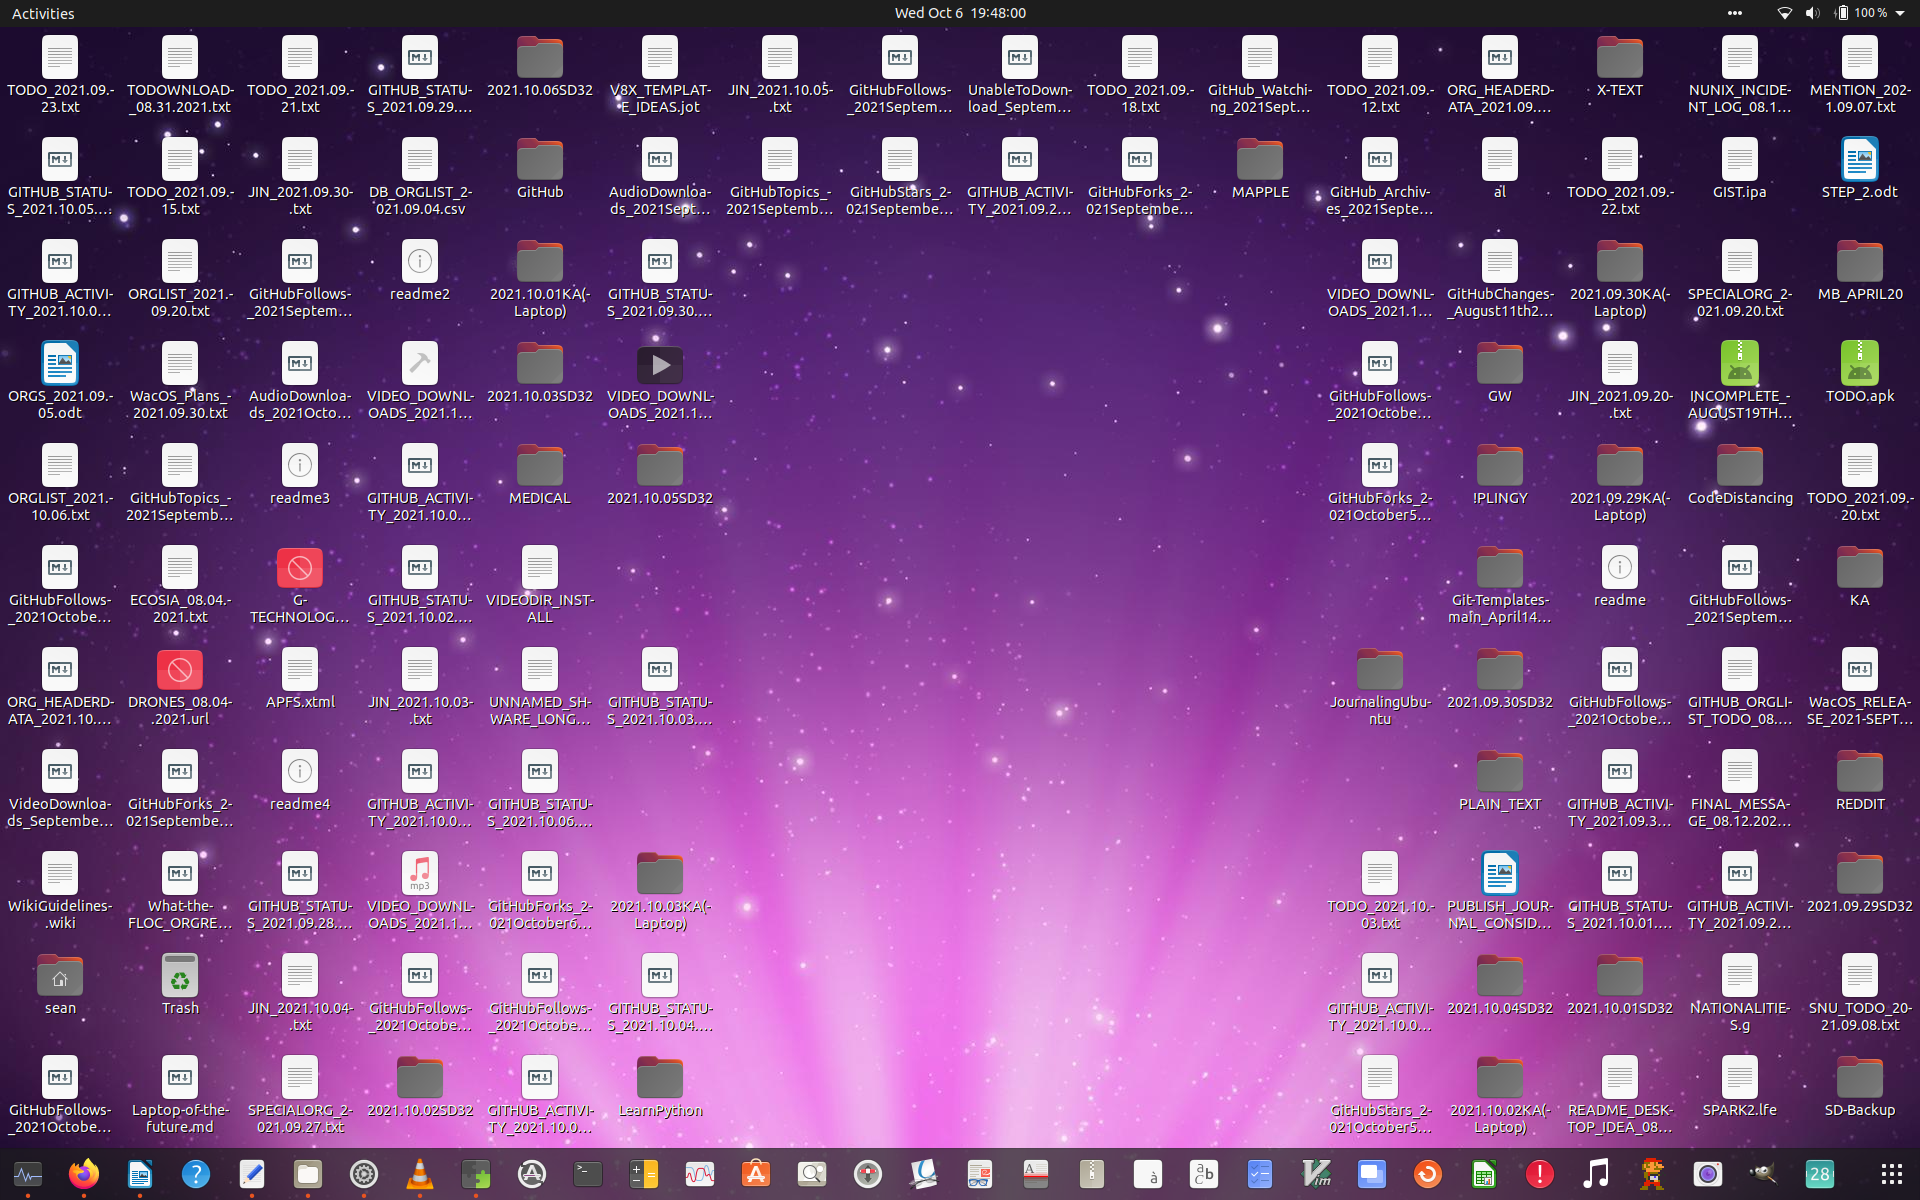 Activities
Wed Oct 6 19:48:00
100 %
TODO_2021.09.-
23.txt
TODOWNLOAD-
_08.31.2021.txt
TODO_2021.09.-
21.txt
GITHUB_STATU-
S_2021.09.29....
2021.10.06SD32
V8X_TEMPLAT-
E_IDEAS.jot
JIN_2021.10.05-
.txt
GitHubFollows-
_2021Septem...
UnableToDown-
load_Septem...
TODO_2021.09.-
18.txt
GitHub_Watchi-
ng_2021Sept...
TODO_2021.09.-
12.txt
ORG_HEADERD-
ATA_2021.09....
X-TEXT
NUNIX_INCIDE-
NT_LOG_08.1...
MENTION_202-
1.09.07.txt
GITHUB_STATU-
S_2021.10.05....
TODO_2021.09.-
15.txt
JIN_2021.09.30-
.txt
DB_ORGLIST_2-
021.09.04.csv
GitHub
AudioDownloa-
ds_2021Sept...
GitHubTopics_-
2021Septemb...
GitHubStars_2-
021Septembe...
GITHUB_ACTIVI-
TY_2021.09.2...
GitHubForks_2-
021Septembe...
MAPPLE
GitHub_Archiv-
es_2021Septe...
al
TODO_2021.09.-
22.txt
GIST.ipa
STEP_2.odt
GITHUB_ACTIVI-
TY_2021.10.0...
ORGLIST_2021.-
09.20.txt
GitHubFollows-
_2021Septem...
readme2
2021.10.01KA(-
Laptop)
GITHUB_STATU-
S_2021.09.30....
VIDEO_DOWNL-
OADS_2021.1...
GitHubChanges-
_August11th2...
2021.09.30KA(-
Laptop)
SPECIALORG_2-
021.09.20.txt
MB_APRIL20
ORGS_2021.09.-
05.odt
WacOS_Plans_-
2021.09.30.txt
AudioDownloa-
ds_2021Octo...
VIDEO_DOWNL-
OADS_2021.1...
2021.10.03SD32
VIDEO_DOWNL-
OADS_2021.1...
GitHubFollows-
_2021Octobe...
GW
JIN_2021.09.20-
.txt
INCOMPLETE_-
AUGUST19TH...
TODO.apk
ORGLIST_2021.-
10.06.txt
GitHubTopics_-
2021Septemb...
readme3
GITHUB_ACTIVI-
TY_2021.10.0...
MEDICAL
2021.10.05SD32
GitHubForks_2-
021October5...
!PLINGY
2021.09.29KA(-
Laptop)
CodeDistancing
TODO_2021.09.-
20.txt
GitHubFollows-
_2021Octobe...
ECOSIA_08.04.-
2021.txt
G-
TECHNOLOG...
GITHUB_STATU-
S_2021.10.02....
VIDEODIR_INST-
ALL
Git-Templates-
main_April14...
readme
GitHubFollows-
_2021Septem...
KA
ORG_HEADERD-
ATA_2021.10....
DRONES_08.04-
.2021.url
APFS.xtml
JIN_2021.10.03-
.txt
UNNAMED_SH-
WARE_LONG...
GITHUB_STATU-
S_2021.10.03....
JournalingUbu-
ntu
2021.09.30SD32
GitHubFollows-
_2021Octobe...
GITHUB_ORGLI-
ST_TODO_08....
WacOS_RELEA-
SE_2021-SEPT...
VideoDownloa-
ds_Septembe...
GitHubForks_2-
021Septembe...
readme4
GITHUB_ACTIVI-
TY_2021.10.0...
GITHUB_STATU-
S_2021.10.06....
PLAIN_TEXT
GITHUB_ACTIVI-
TY_2021.09.3...
FINAL_MESSA-
GE_08.12.202...
REDDIT
mp3
WikiGuidelines-
.wiki
What-the-
FLOC_ORGRE...
GITHUB_STATU-
S_2021.09.28....
VIDEO_DOWNL-
OADS_2021.1...
GitHubForks_2-
021October6...
2021.10.03KA(-
Laptop)
TODO_2021.10.-
03.txt
PUBLISH_JOUR-
NAL_CONSID...
GITHUB_STATU-
S_2021.10.01....
GITHUB_ACTIVI-
TY_2021.09.2...
2021.09.29SD32
sean
Trash
JIN_2021.10.04-
.txt
GitHubFollows-
_2021Octobe...
GitHubFollows-
_2021Octobe...
GITHUB_STATU-
S_2021.10.04....
GITHUB_ACTIVI-
TY_2021.10.0...
2021.10.04SD32
2021.10.01SD32
NATIONALITIE-
S.g
SNU_TODO_20-
21.09.08.txt
GitHubFollows-
_2021Octobe...
Laptop-of-the-
future.md
SPECIALORG_2-
021.09.27.txt
2021.10.02SD32
GITHUB_ACTIVI-
TY_2021.10.0...
LearnPython
GitHubStars_2-
021October5...
2021.10.02KA(-
Laptop)
README_DESK-
TOP_IDEA_08....
SPARK2.lfe
SD-Backup
28